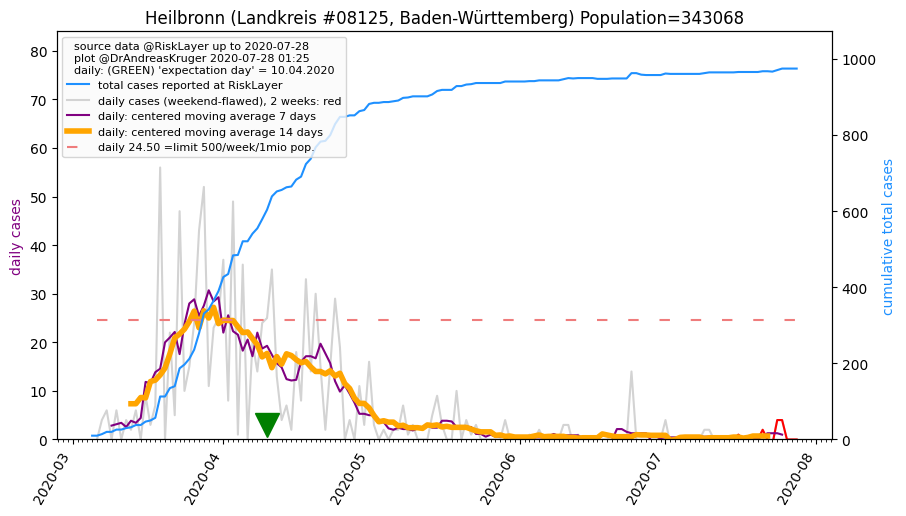 Heilbronn (Landkreis #08125, Baden-Württemberg) Population=343068
source data @RiskLayer up to 2020-07-28
plot @DrAndreasKruger 2020-07-28 01:25
daily: (GREEN) 'expectation day' = 10.04.2020
total cases reported at RiskLayer
daily cases (weekend-flawed), 2 weeks: red
daily: centered moving average 7 days
daily: centered moving average 14 days
daily 24.50 =limit 500/week/1mio pop.
daily cases
80
70
60
50
40
30
20
10
0
cumulative total cases
1000
800
600
400
200
0
2020-03
2020-04
2020-05
2020-06
2020-07
2020-08